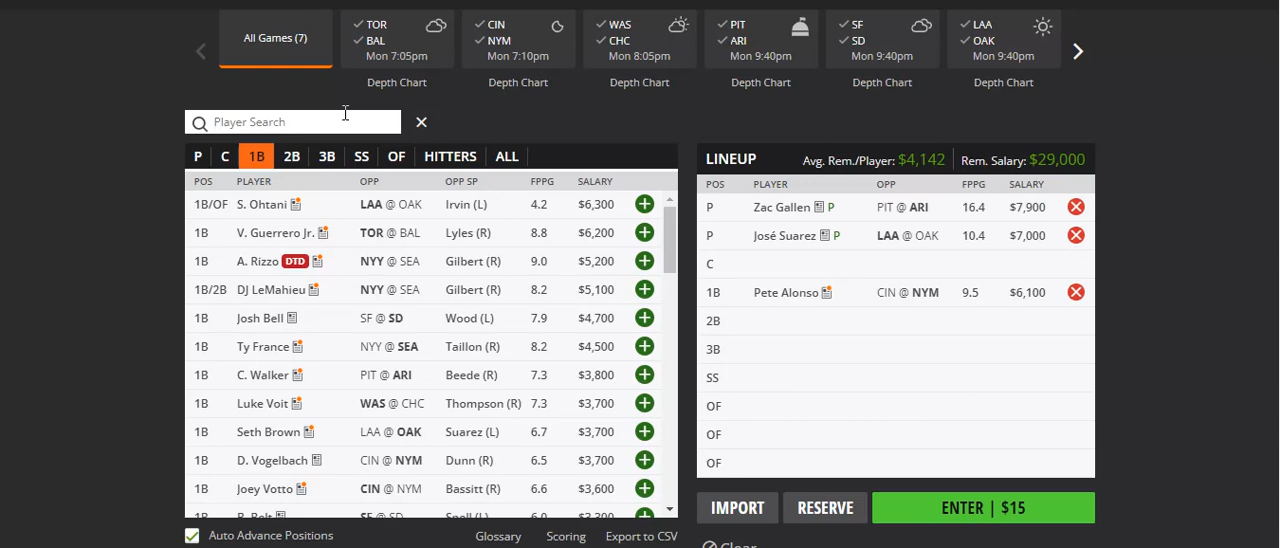 All Games (7)
TOR
BAL
Mon 7:05pm
Depth Chart
CIN
NYM
Mon 7:10pm
Depth Chart
WAS
CHC
Mon 8:05pm
Depth Chart
PIT
ARI
Mon 9:40pm
Depth Chart
SF
SD
Mon 9:40pm
Depth Chart
LAA
OAK
Mon 9:40pm
Depth Chart
Player Search
P C 1B 2B 3B SS OF HITTERS ALL
POS PLAYER OPP OPP SP FPPG SALARY
1B/OF S. Ohtani LAA @ OAK Irvin (L) 4.2 $6,300
1B V. Guerrero Jr. TOR @ BAL Lyles (R) 8.8 $6,200
1B A. Rizzo DTD NYY @ SEA Gilbert (R) 9.0 $5,200
1B/2B DJ LeMahieu NYY @ SEA Gilbert (R) 8.2 $5,100
1B Josh Bell SF @ SD Wood (L) 7.9 $4,700
1B Ty France NYY @ SEA Taillon (R) 8.2 $4,500
1B C. Walker PIT @ ARI Beede (R) 7.3 $3,800
1B Luke Voit WAS @ CHC Thompson (R) 7.3 $3,700
1B Seth Brown LAA @ OAK Suarez (L) 6.7 $3,700
1B D. Vogelbach CIN @ NYM Dunn (R) 6.5 $3,700
1B Joey Votto CIN @ NYM Bassitt (R) 6.6 $3,600
Auto Advance Positions
Glossary Scoring Export to CSV
LINEUP Avg. Rem./Player: $4,142 Rem. Salary: $29,000
POS PLAYER OPP FPPG SALARY
P Zac Gallen P PIT @ ARI 16.4 $7,900
P José Suarez P LAA @ OAK 10.4 $7,000
C
1B Pete Alonso CIN @ NYM 9.5 $6,100
2B
3B
SS
OF
OF
OF
IMPORT RESERVE ENTER | $15
Clear